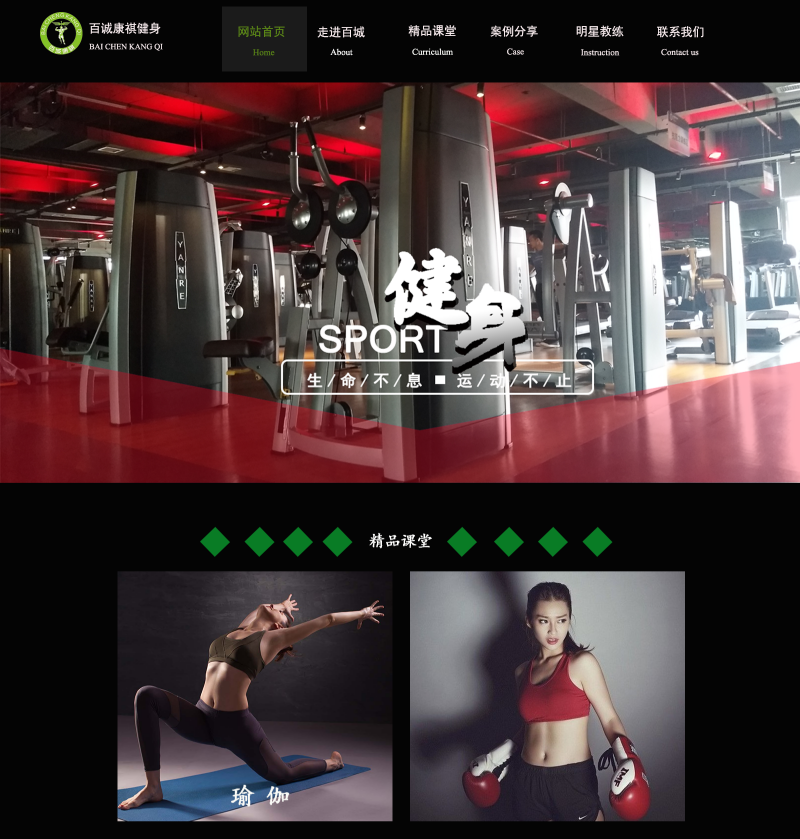 百诚康祺健身
BAI CHEN KANG QI
网站首页 走进百城 精品课堂 案例分享 明星教练 联系我们
Home About Curriculum Case Instruction Contact us
YANRE
YANRE
健身
SPORT
生/命/不/息 ■ 运/动/不/止
精品课堂
瑜 伽